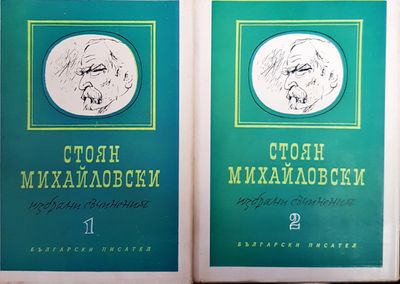 СТОЯН
МИХАЙЛОВСКИ
избрани съчинения
1
БЪЛГАРСКИ ПИСАТЕЛ
СТОЯН
МИХАЙЛОВСКИ
избрани съчинения
2
БЪЛГАРСКИ ПИСАТЕЛ